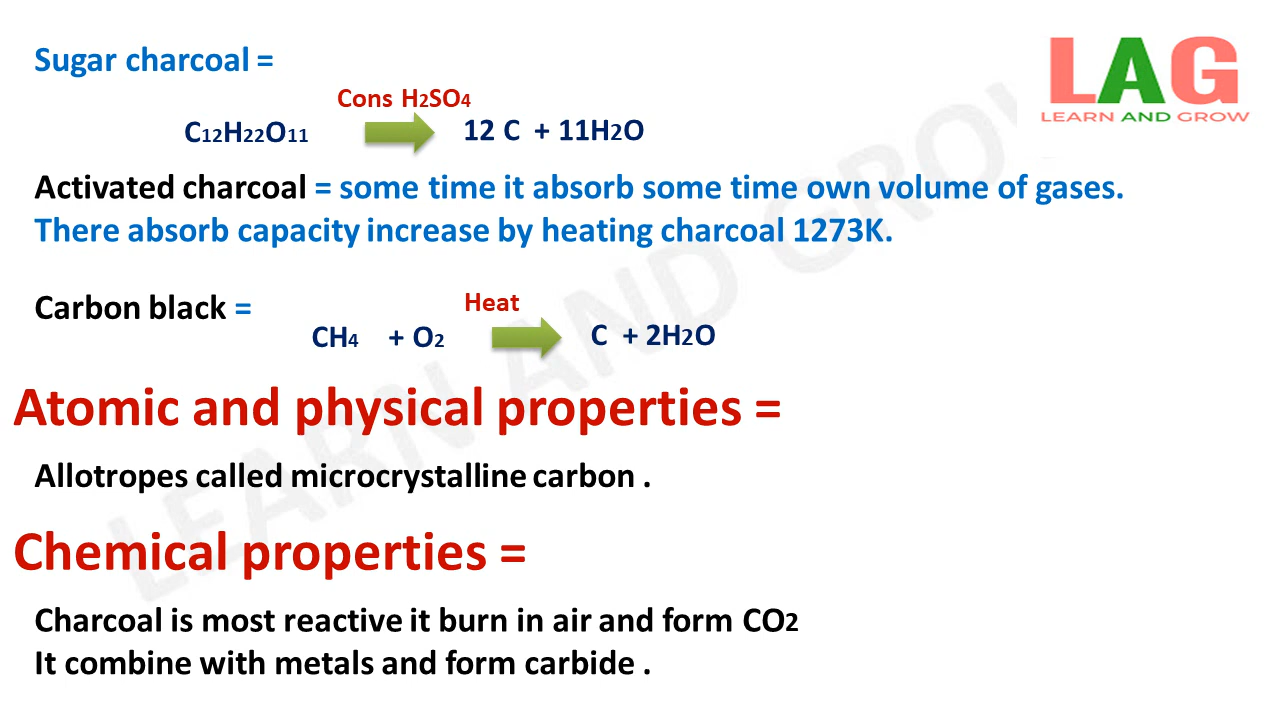 LAG
LEARN AND GROW
Sugar charcoal =
Cons H2SO4
C12H22O11 12 C + 11H2O
Activated charcoal = some time it absorb some time own volume of gases.
There absorb capacity increase by heating charcoal 1273K.
Carbon black =
Heat
CH4 + O2 C + 2H2O
Atomic and physical properties =
Allotropes called microcrystalline carbon .
Chemical properties =
Charcoal is most reactive it burn in air and form CO2
It combine with metals and form carbide .
LEARN AND GROW